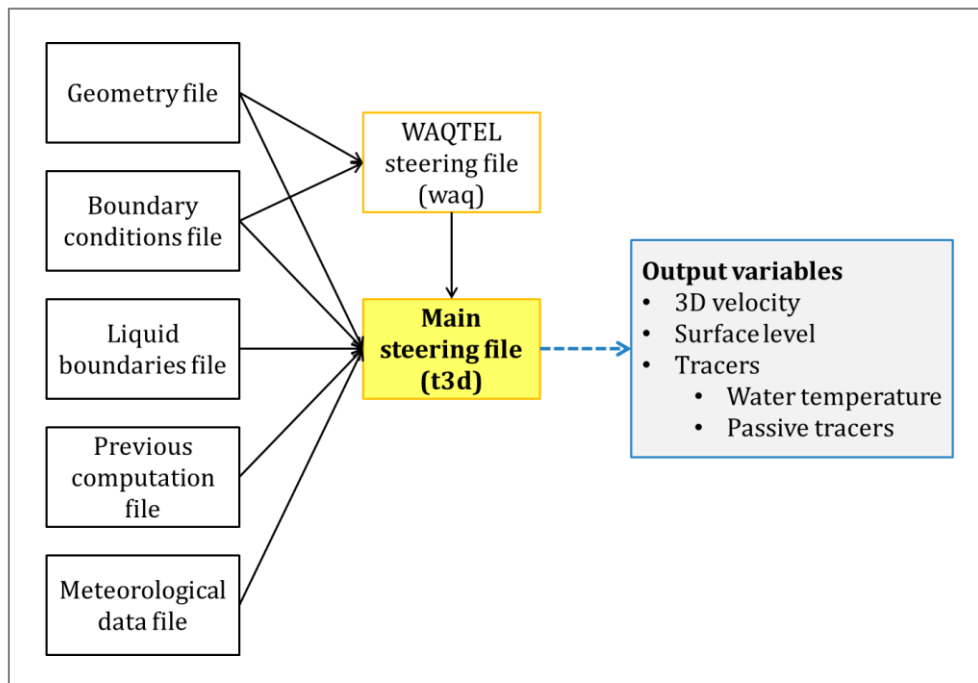 Geometry file
Boundary
conditions file
Liquid
boundaries file
Previous
computation
file
Meteorological
data file
WAQTEL
steering file
(waq)
Main
steering file
(t3d)
Output variables
• 3D velocity
• Surface level
• Tracers
• Water temperature
• Passive tracers